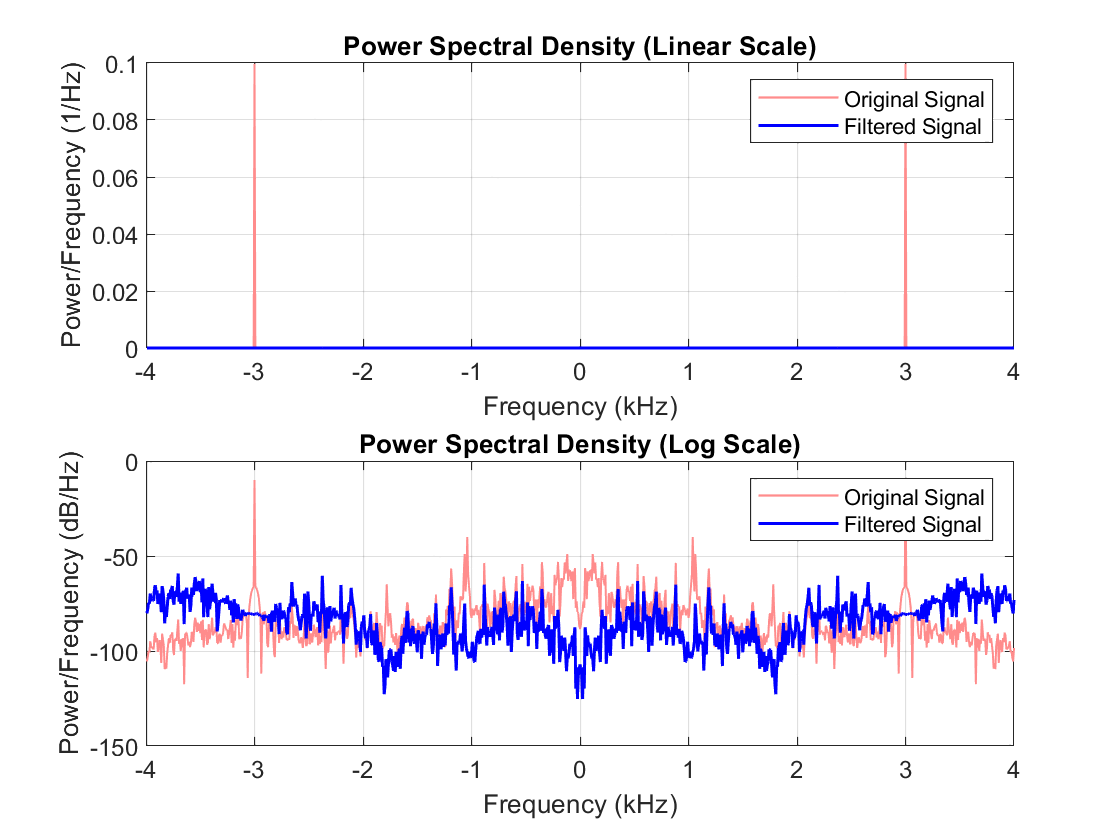 Power Spectral Density (Linear Scale)
Power/Frequency (1/Hz)
0.1
0.08
0.06
0.04
0.02
0
Original Signal
Filtered Signal
-4 -3 -2 -1 0 1 2 3 4
Frequency (kHz)
Power Spectral Density (Log Scale)
Power/Frequency (dB/Hz)
0
-50
-100
-150
Original Signal
Filtered Signal
-4 -3 -2 -1 0 1 2 3 4
Frequency (kHz)